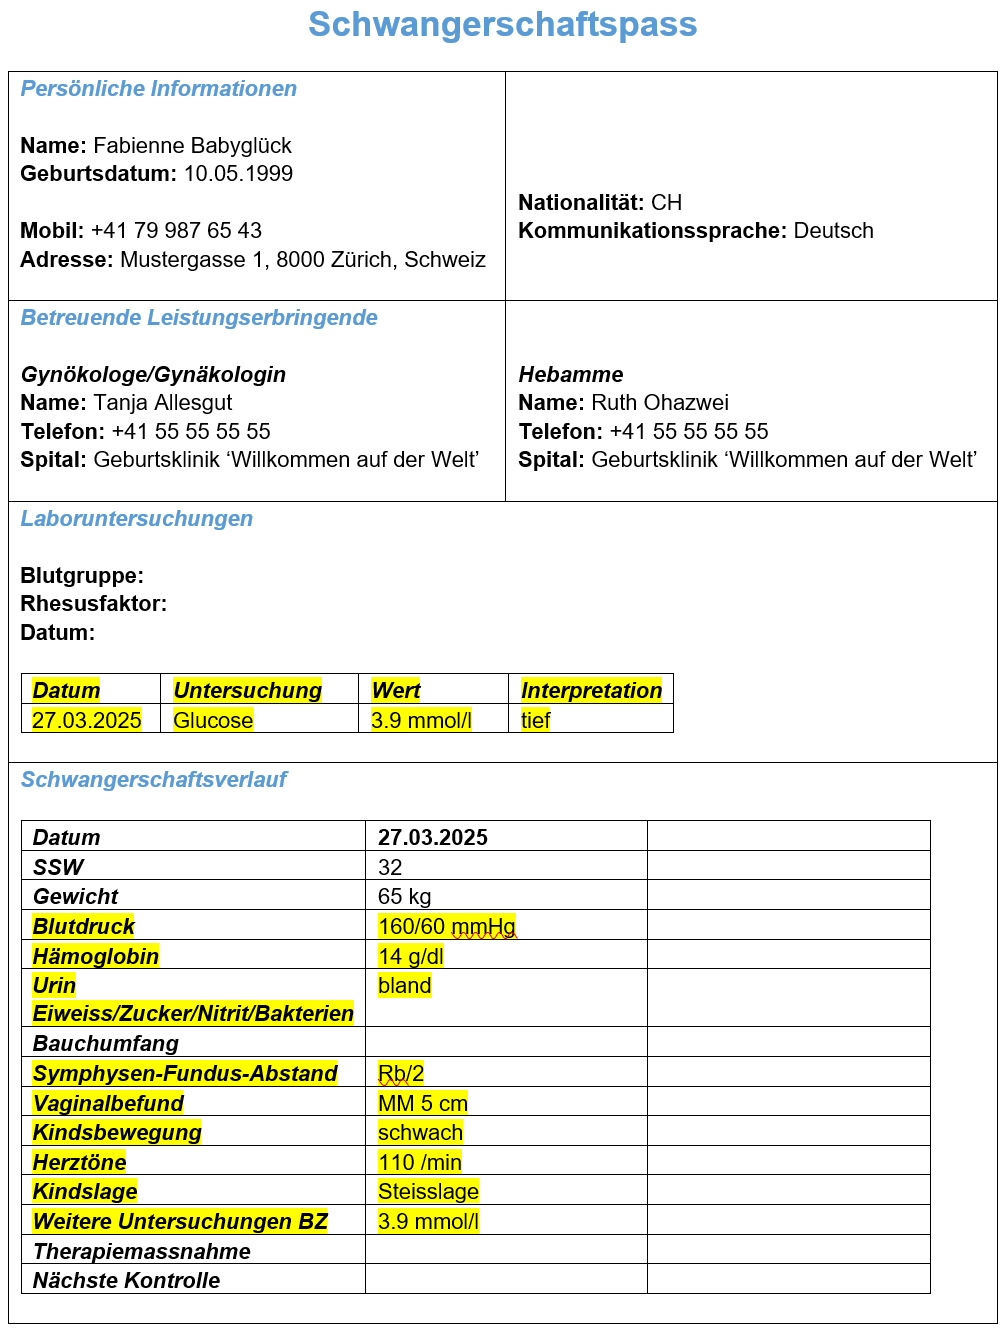 Schwangerschaftspass
Persönliche Informationen
Name: Fabienne Babyglück
Geburtsdatum: 10.05.1999
Mobil: +41 79 987 65 43
Adresse: Mustergasse 1, 8000 Zürich, Schweiz
Nationalität: CH
Kommunikationssprache: Deutsch
Betreuende Leistungserbringende
Gynökologe/Gynäkologin
Name: Tanja Allesgut
Telefon: +41 55 55 55 55
Spital: Geburtsklinik ‘Willkommen auf der Welt’
Hebamme
Name: Ruth Ohazwei
Telefon: +41 55 55 55 55
Spital: Geburtsklinik ‘Willkommen auf der Welt’
Laboruntersuchungen
Blutgruppe:
Rhesusfaktor:
Datum:
Datum Untersuchung Wert Interpretation
27.03.2025 Glucose 3.9 mmol/l tief
Schwangerschaftsverlauf
Datum 27.03.2025
SSW 32
Gewicht 65 kg
Blutdruck 160/60 mmHg
Hämoglobin 14 g/dl
Urin bland
Eiweiss/Zucker/Nitrit/Bakterien
Bauchumfang
Symphysen-Fundus-Abstand Rb/2
Vaginalbefund MM 5 cm
Kindsbewegung schwach
Herztöne 110 /min
Kindslage Steisslage
Weitere Untersuchungen BZ 3.9 mmol/l
Therapiemassnahme
Nächste Kontrolle